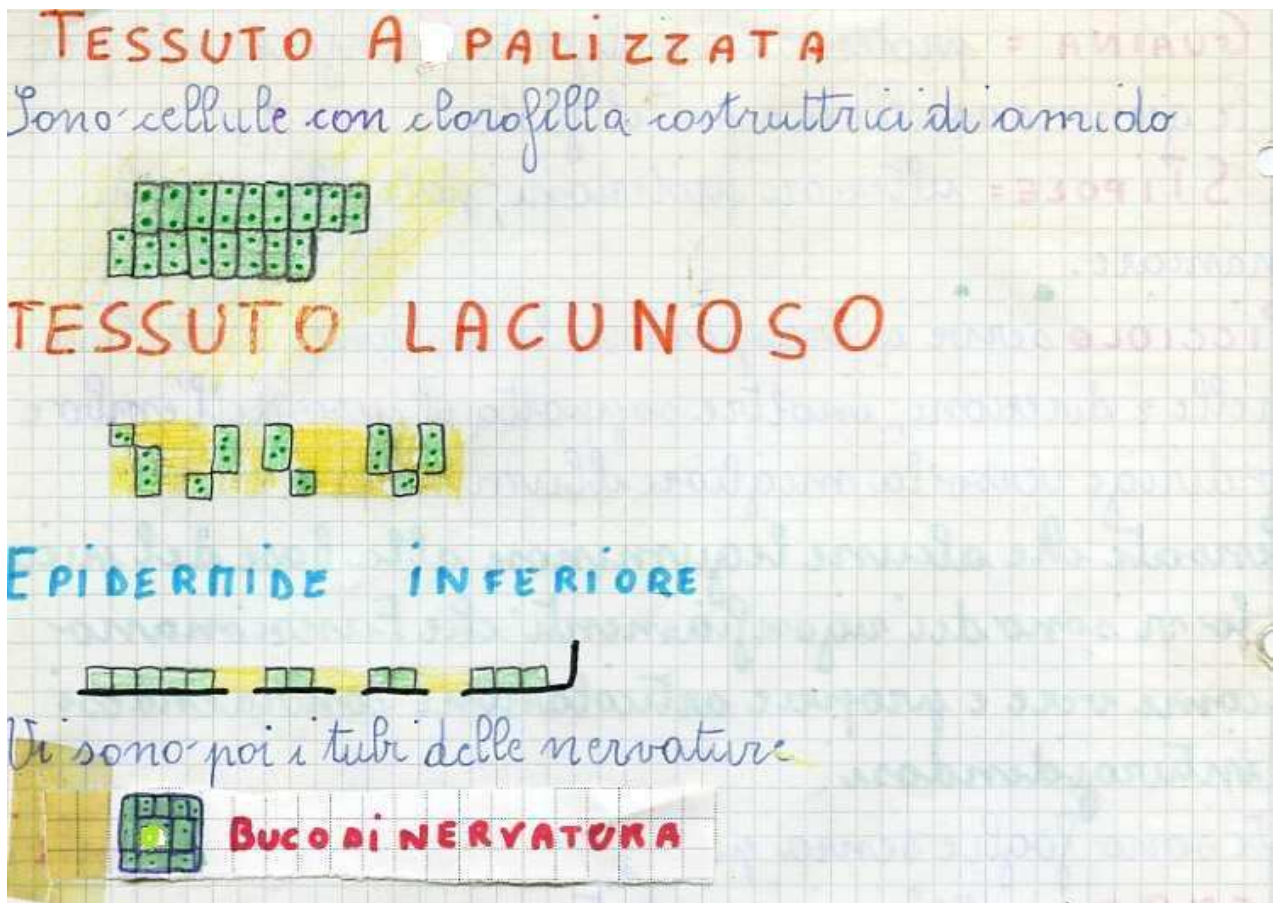 TESSUTO A PALIZZATA
Sono cellule con clorofilla costruttrici di amido
TESSUTO LACUNOSO
EPIDERMIDE INFERIORE
Vi sono poi i tubi delle nervature
BUCO DI NERVATURA